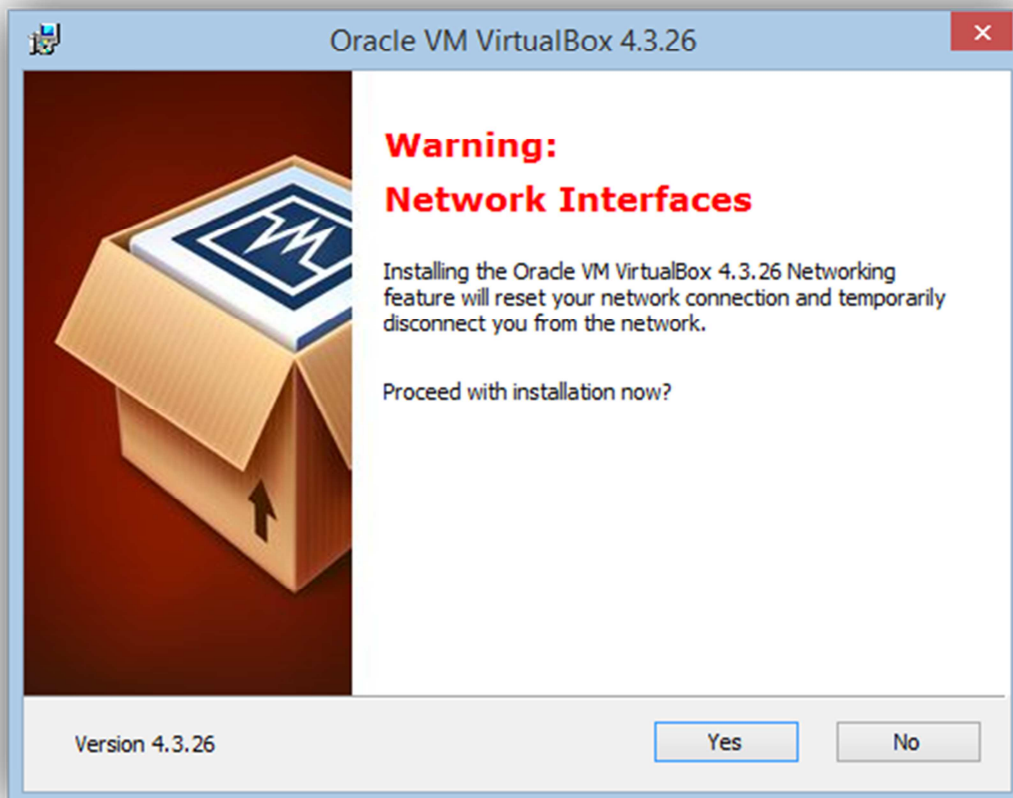 Oracle VM VirtualBox 4.3.26
Warning:
Network Interfaces
Installing the Oracle VM VirtualBox 4.3.26 Networking
feature will reset your network connection and temporarily
disconnect you from the network.
Proceed with installation now?
Version 4.3.26
Yes
No